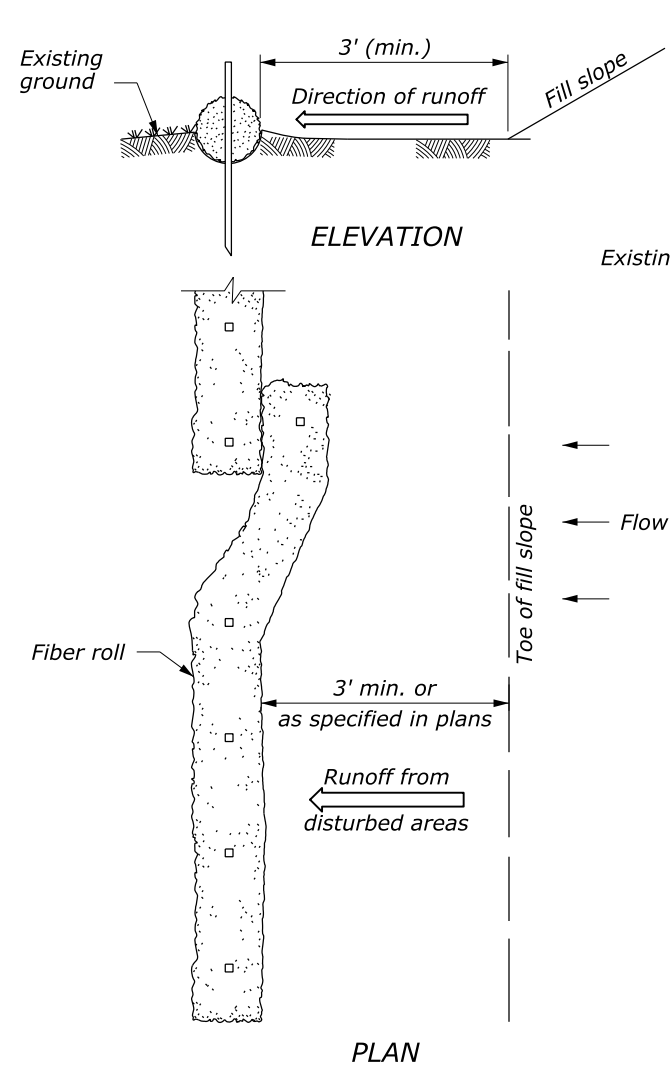 Existing
ground
3' (min.)
Direction of runoff
Fill slope
ELEVATION
Existin
Flow
Toe of fill slope
Fiber roll
3' min. or
as specified in plans
Runoff from
disturbed areas
PLAN